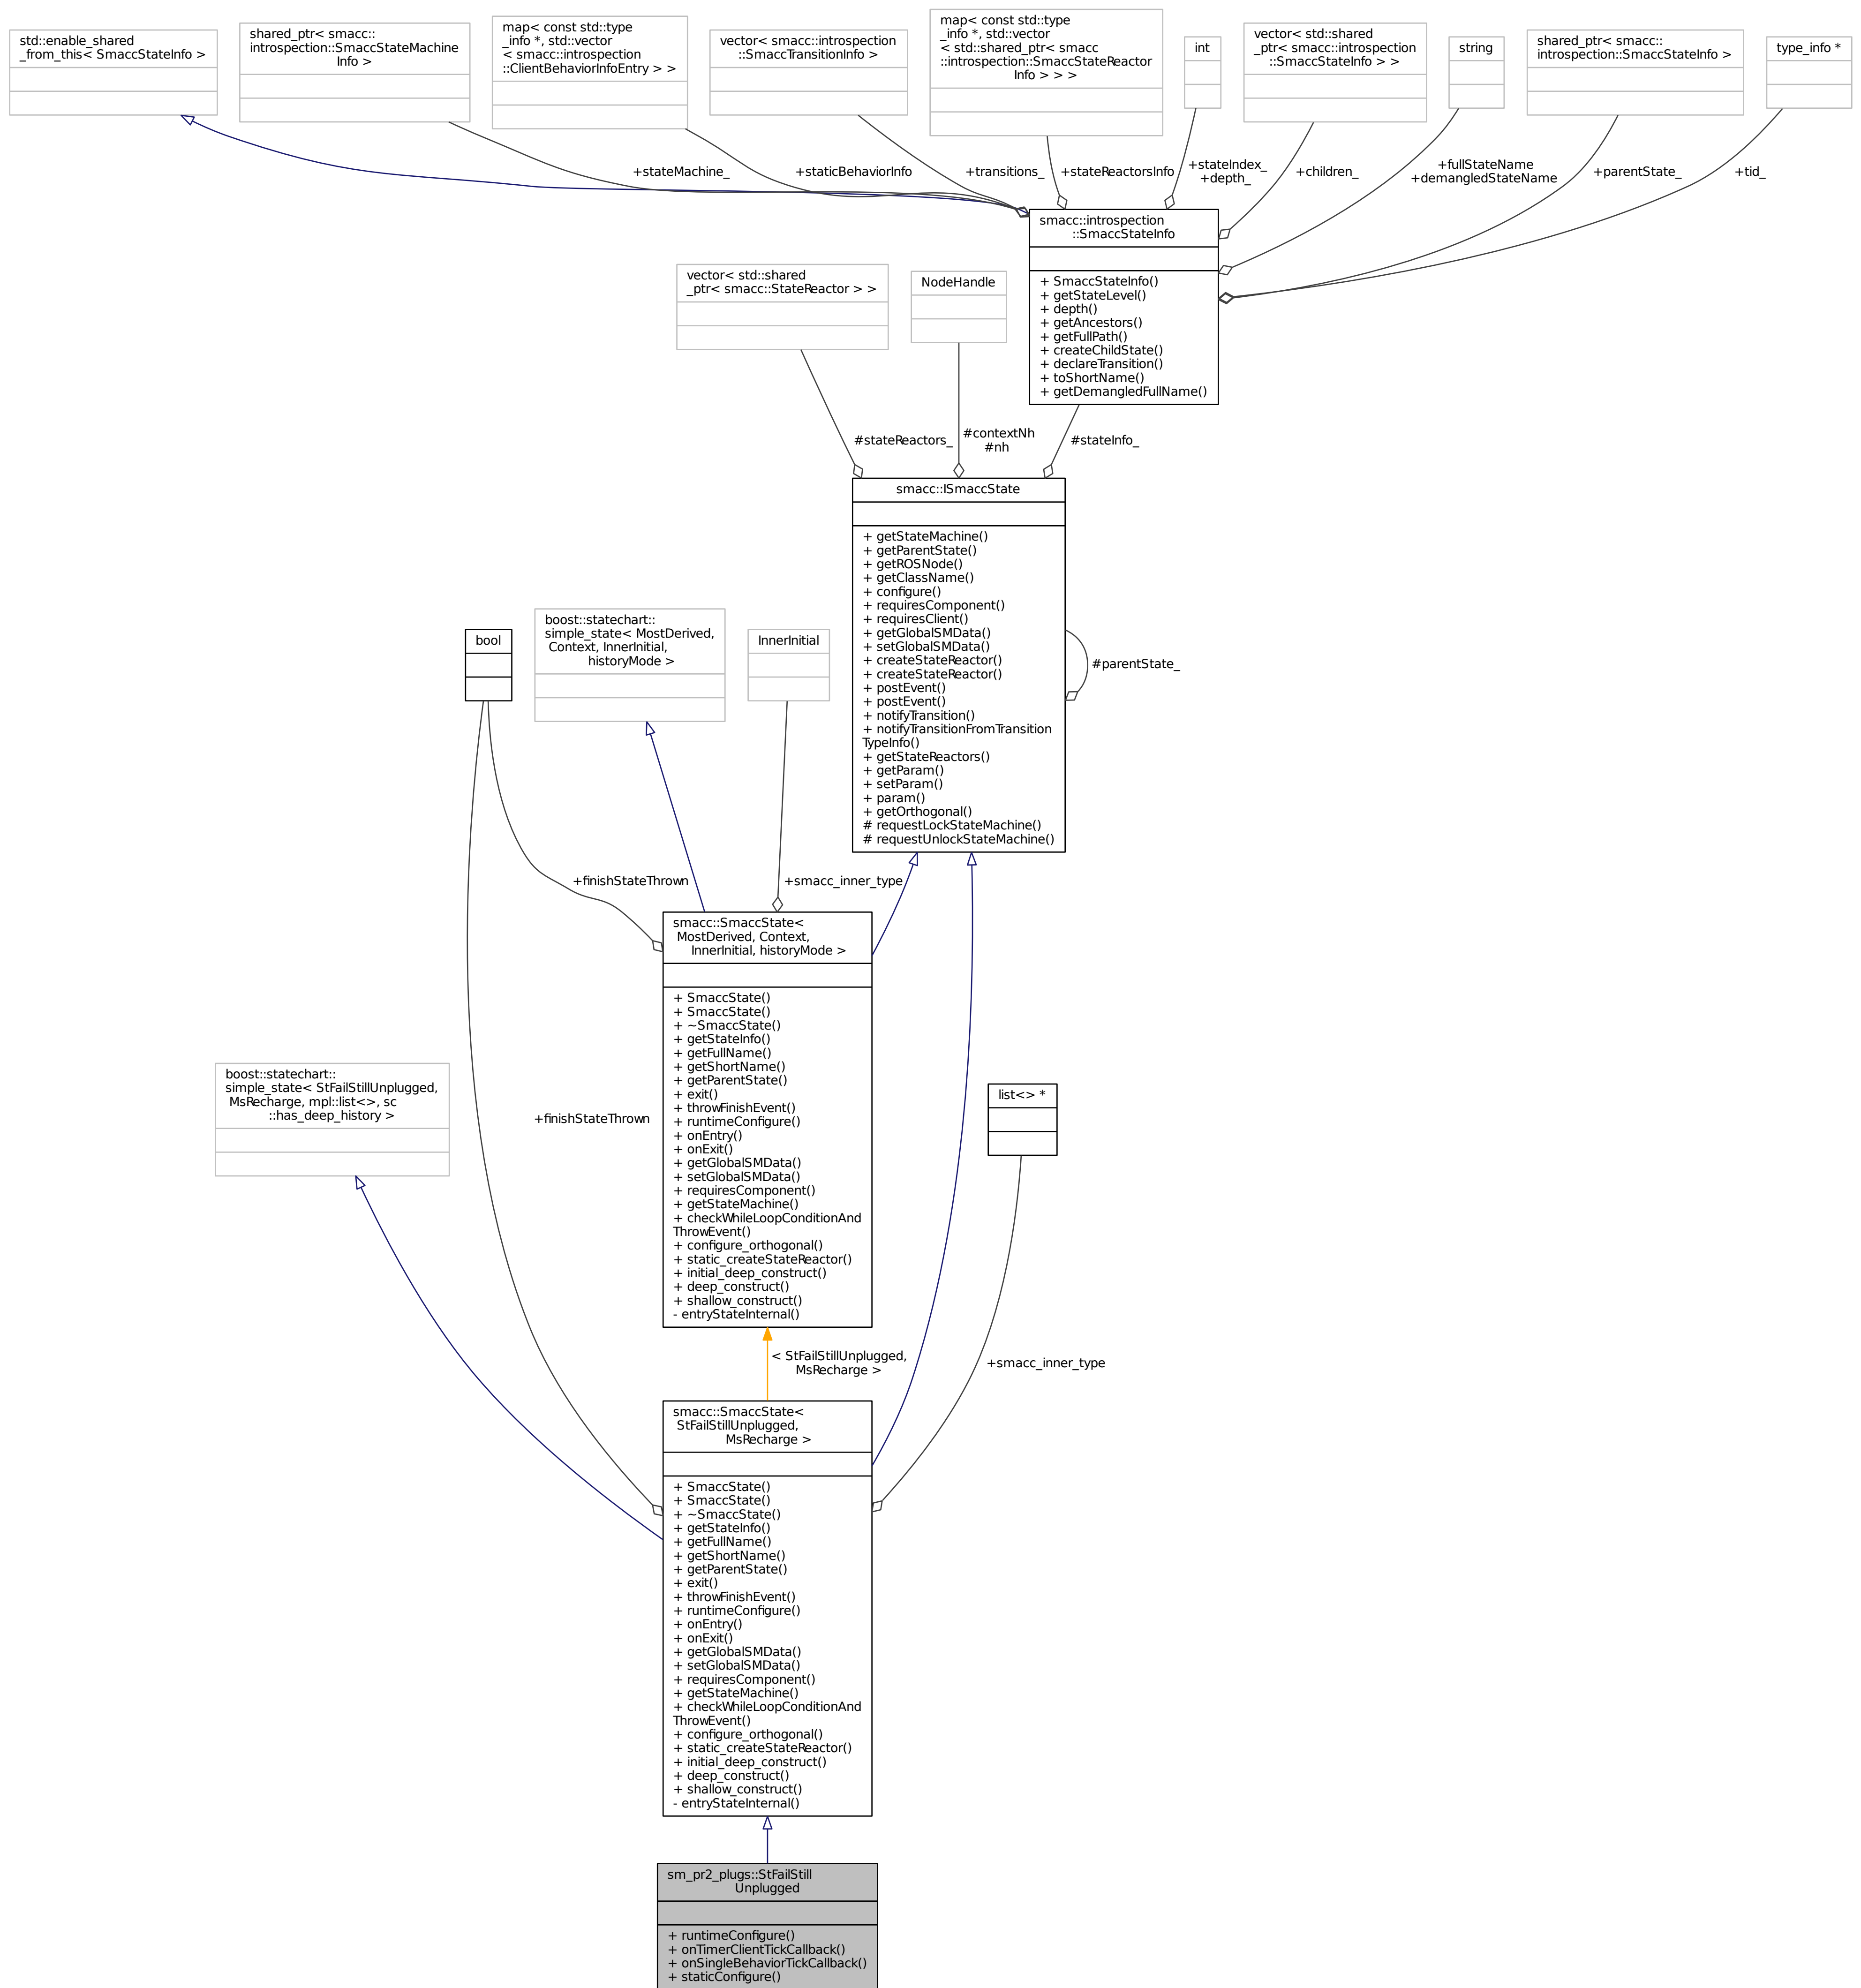 std::enable_shared
_from_this< SmaccStateInfo >
shared_ptr< smacc::
introspection::SmaccStateMachine
Info >
map< const std::type
_info *, std::vector
< smacc::introspection
::ClientBehaviorInfoEntry > >
vector< smacc::introspection
::SmaccTransitionInfo >
map< const std::type
_info *, std::vector
< std::shared_ptr< smacc
::introspection::SmaccStateReactor
Info > > >
int
vector< std::shared
_ptr< smacc::introspection
::SmaccStateInfo > >
string
shared_ptr< smacc::
introspection::SmaccStateInfo >
type_info *
+stateMachine_
+staticBehaviorInfo
+transitions_
+stateReactorsInfo
+stateIndex_
+depth_
+children_
+fullStateName
+demangledStateName
+parentState_
+tid_
smacc::introspection
::SmaccStateInfo
+ SmaccStateInfo()
+ getStateLevel()
+ depth()
+ getAncestors()
+ getFullPath()
+ createChildState()
+ declareTransition()
+ toShortName()
+ getDemangledFullName()
vector< std::shared
_ptr< smacc::StateReactor > >
NodeHandle
#stateReactors_
#contextNh
#nh
#stateInfo_
smacc::ISmaccState
+ getStateMachine()
+ getParentState()
+ getROSNode()
+ getClassName()
+ configure()
+ requiresComponent()
+ requiresClient()
+ getGlobalSMData()
+ setGlobalSMData()
+ createStateReactor()
+ createStateReactor()
+ postEvent()
+ postEvent()
+ notifyTransition()
+ notifyTransitionFromTransition
TypeInfo()
+ getStateReactors()
+ getParam()
+ setParam()
+ param()
+ getOrthogonal()
# requestLockStateMachine()
# requestUnlockStateMachine()
#parentState_
bool
boost::statechart::
simple_state< MostDerived,
Context, InnerInitial,
historyMode >
InnerInitial
+finishStateThrown
+smacc_inner_type
smacc::SmaccState<
MostDerived, Context,
InnerInitial, historyMode >
+ SmaccState()
+ SmaccState()
+ ~SmaccState()
+ getStateInfo()
+ getFullName()
+ getShortName()
+ getParentState()
+ exit()
+ throwFinishEvent()
+ runtimeConfigure()
+ onEntry()
+ onExit()
+ getGlobalSMData()
+ setGlobalSMData()
+ requiresComponent()
+ getStateMachine()
+ checkWhileLoopConditionAnd
ThrowEvent()
+ configure_orthogonal()
+ static_createStateReactor()
+ initial_deep_construct()
+ deep_construct()
+ shallow_construct()
- entryStateInternal()
boost::statechart::
simple_state< StFailStillUnplugged,
MsRecharge, mpl::list<>, sc
::has_deep_history >
+finishStateThrown
list<> *
< StFailStillUnplugged,
MsRecharge >
+smacc_inner_type
smacc::SmaccState<
StFailStillUnplugged,
MsRecharge >
+ SmaccState()
+ SmaccState()
+ ~SmaccState()
+ getStateInfo()
+ getFullName()
+ getShortName()
+ getParentState()
+ exit()
+ throwFinishEvent()
+ runtimeConfigure()
+ onEntry()
+ onExit()
+ getGlobalSMData()
+ setGlobalSMData()
+ requiresComponent()
+ getStateMachine()
+ checkWhileLoopConditionAnd
ThrowEvent()
+ configure_orthogonal()
+ static_createStateReactor()
+ initial_deep_construct()
+ deep_construct()
+ shallow_construct()
- entryStateInternal()
sm_pr2_plugs::StFailStill
Unplugged
+ runtimeConfigure()
+ onTimerClientTickCallback()
+ onSingleBehaviorTickCallback()
+ staticConfigure()